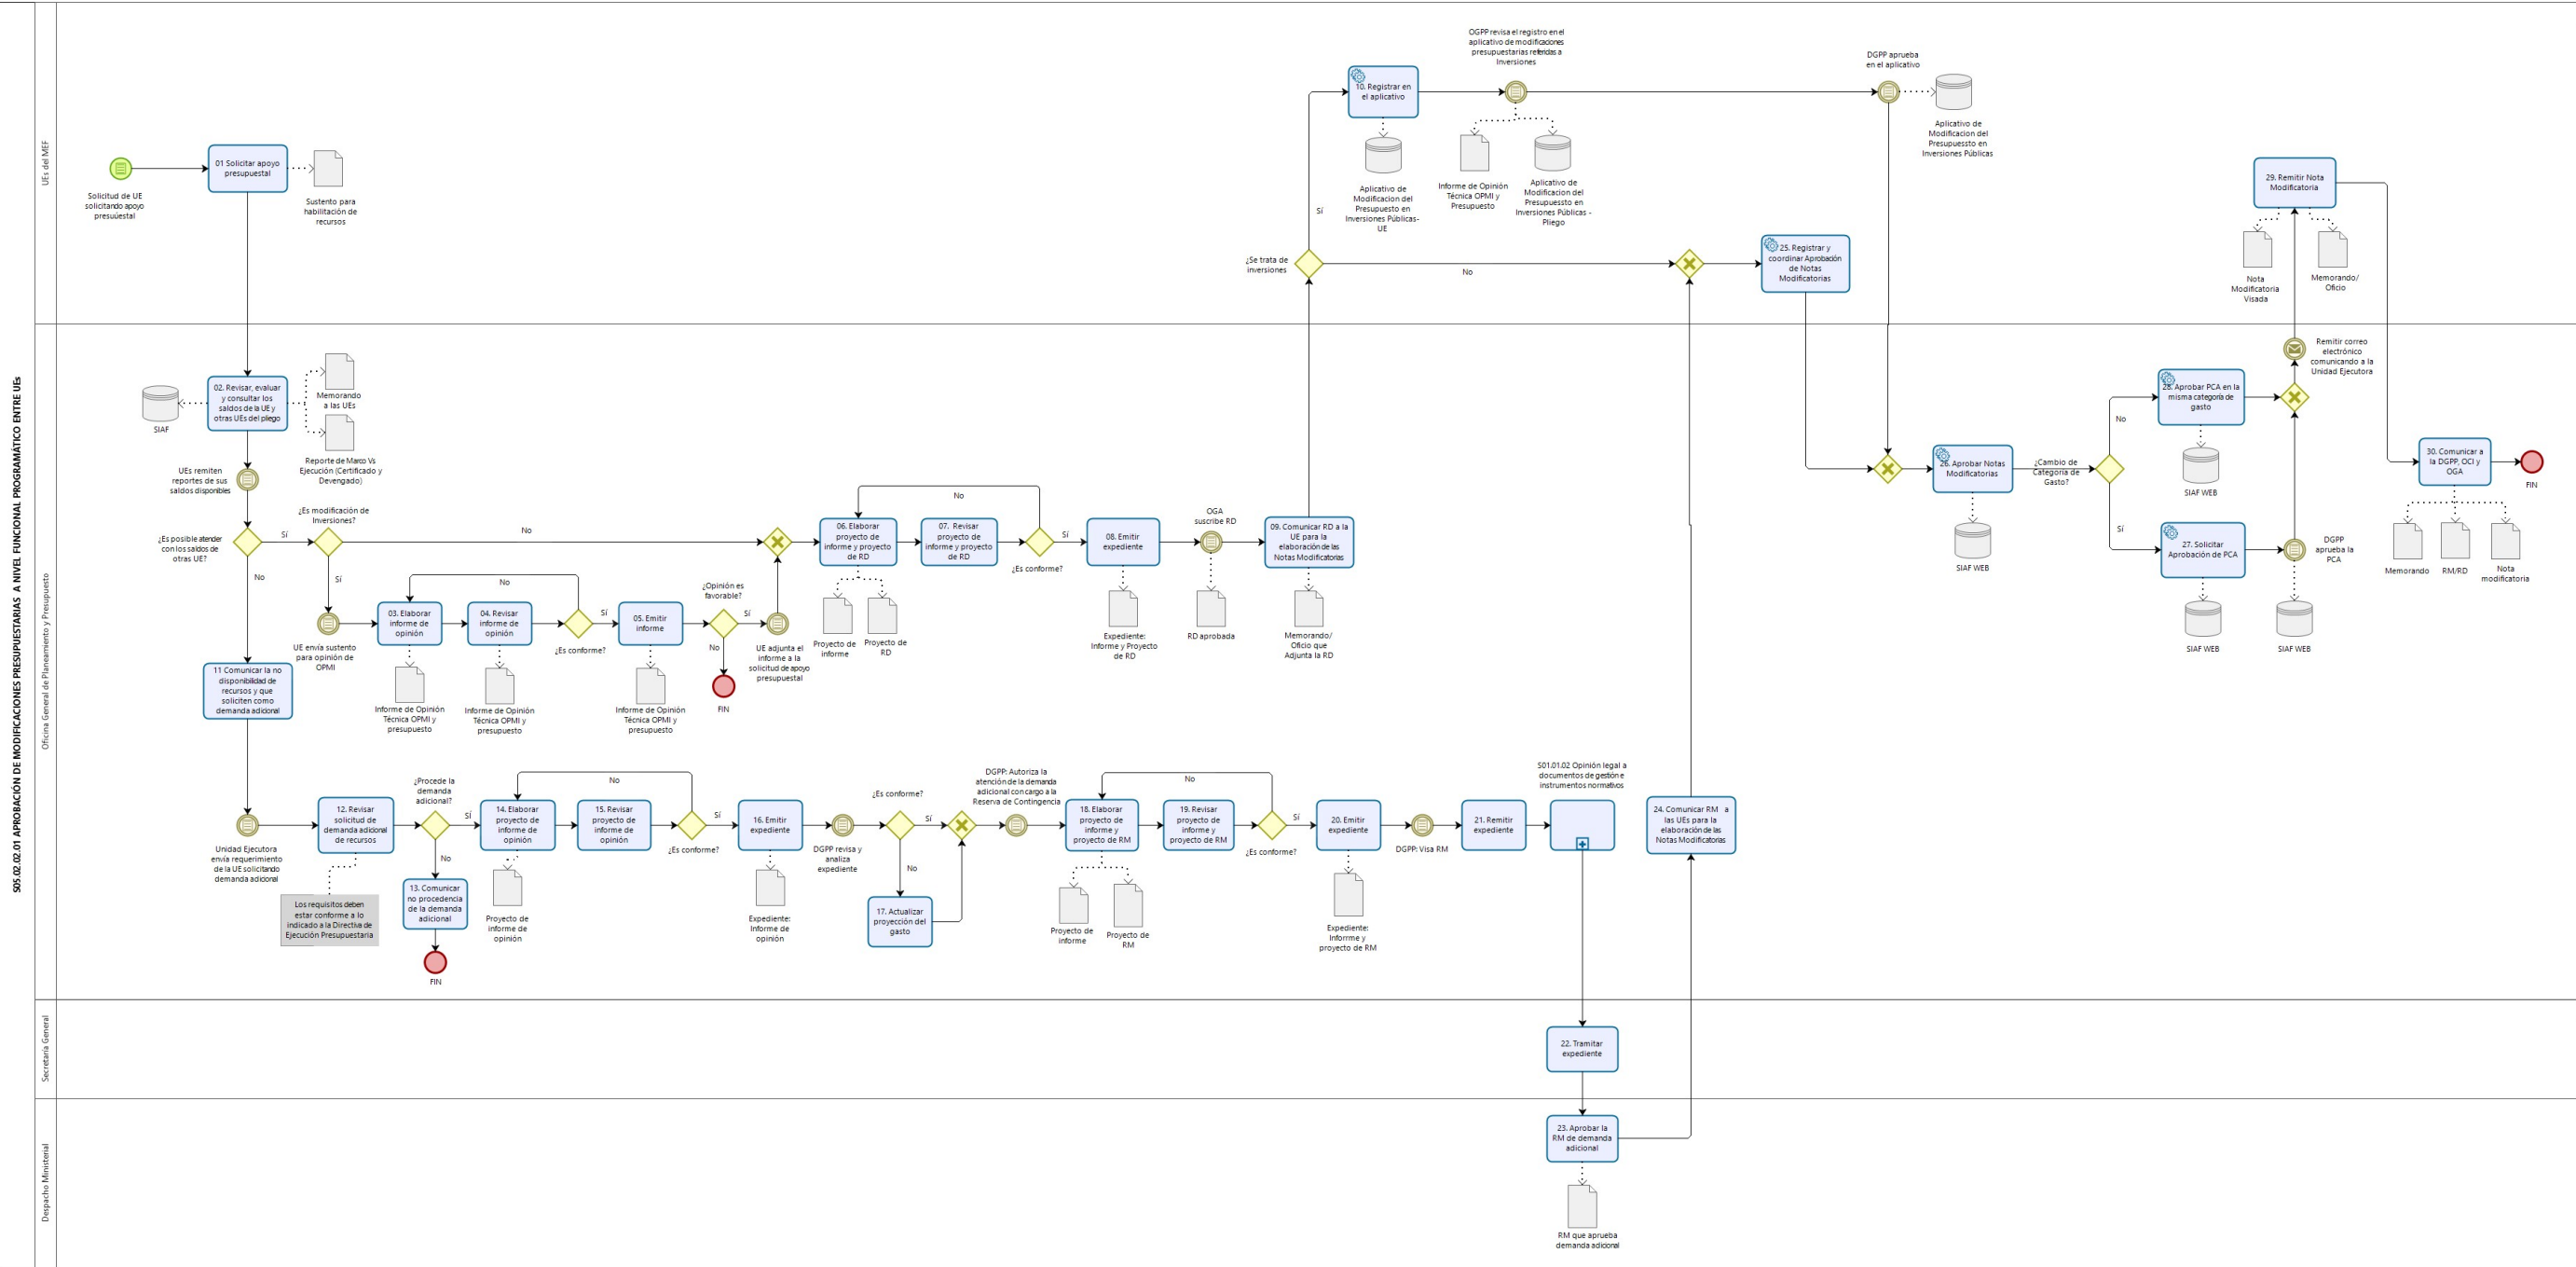 S05.02.02.01 APROBACIÓN DE MODIFICACIONES PRESUPUESTARIAS A NIVEL FUNCIONAL PROGRAMÁTICO ENTRE UEs
UEs del MEF
Solicitud de UE
solicitando apoyo
presuúestal
01 Solicitar apoyo
presupuestal
Sustento para
habilitación de
recursos
¿Se trata de
inversiones
Sí
No
10. Registrar en
el aplicativo
Aplicativo de
Modificacion del
Presupuesto en
Inversiones Públicas-
UE
OGPP revisa el registro en el
aplicativo de modificaciones
presupuestarias referidas a
Inversiones
Informe de Opinión
Técnica OPMI y
Presupuesto
Aplicativo de
Modificacion del
Presupuessto en
Inversiones Públicas -
Pliego
DGPP aprueba
en el aplicativo
Aplicativo de
Modificacion del
Presupuessto en
Inversiones Públicas
25. Registrar y
coordinar Aprobación
de Notas
Modificatorias
29. Remitir Nota
Modificatoria
Nota
Modificatoria
Visada
Memorando/
Oficio
Oficina General de Planeamiento y Presupuesto
SIAF
02. Revisar, evaluar
y consultar los
saldos de la UE y
otras UEs del pliego
Memorando
a las UEs
Reporte de Marco Vs
Ejecución (Certificado y
Devengado)
UEs remiten
reportes de sus
saldos disponibles
¿Es posible atender
con los saldos de
otras UE?
Sí
No
¿Es modificación de
Inversiones?
No
Sí
UE envía sustento
para opinión de
OPMI
03. Elaborar
informe de
opinión
Informe de Opinión
Técnica OPMI y
presupuesto
04. Revisar
informe de
opinión
Informe de Opinión
Técnica OPMI y
presupuesto
No
¿Es conforme?
Sí
05. Emitir
informe
Informe de Opinión
Técnica OPMI y
presupuesto
¿Opinión es
favorable?
Sí
No
FIN
UE adjunta el
informe a la
solicitud de apoyo
presupuestal
06. Elaborar
proyecto de
informe y proyecto
de RD
Proyecto de
informe
Proyecto de
RD
07. Revisar
proyecto de
informe y proyecto
de RD
No
¿Es conforme?
Sí
08. Emitir
expediente
Expediente:
Informe y Proyecto
de RD
OGA
suscribe RD
RD aprobada
09. Comunicar RD a la
UE para la
elaboración de las
Notas Modificatorias
Memorando/
Oficio que
Adjunta la RD
11 Comunicar la no
disponibilidad de
recursos y que
soliciten como
demanda adicional
Unidad Ejecutora
envía requerimiento
de la UE solicitando
demanda adicional
12. Revisar
solicitud de
demanda adicional
de recursos
Los requisitos deben
estar conforme a lo
indicado a la Directiva de
Ejecución Presupuestaria
¿Procede la
demanda
adicional?
Sí
No
13. Comunicar
no procedencia
de la demanda
adicional
FIN
14. Elaborar
proyecto de
informe de
opinión
Proyecto de
informe de
opinión
15. Revisar
proyecto de
informe de
opinión
No
¿Es conforme?
Sí
16. Emitir
expediente
Expediente:
Informe de
opinión
DGPP revisa y
analiza
expediente
¿Es conforme?
Sí
No
17. Actualizar
proyección del
gasto
DGPP: Autoriza la
atención de la demanda
adicional con cargo a la
Reserva de Contingencia
18. Elaborar
proyecto de
informe y
proyecto de RM
Proyecto de
informe
Proyecto de
RM
19. Revisar
proyecto de
informe y
proyecto de RM
No
¿Es conforme?
Sí
20. Emitir
expediente
Expediente:
Inforrme y
proyecto de RM
DGPP: Visa RM
21. Remitir
expediente
S01.01.02 Opinión legal a
documentos de gestión e
instrumentos normativos
24. Comunicar RM a
las UEs para la
elaboración de las
Notas Modificatorias
26. Aprobar Notas
Modificatorias
SIAF WEB
¿Cambio de
Categoría de
Gasto?
No
Sí
28. Aprobar PCA en la
misma categoría de
gasto
SIAF WEB
27. Solicitar
Aprobación de PCA
SIAF WEB
DGPP
aprueba la
PCA
SIAF WEB
Remitir correo
electrónico
comunicando a la
Unidad Ejecutora
30. Comunicar a
la DGPP, OCI y
OGA
FIN
Memorando
RM/RD
Nota
modificatoria
Secretaría General
22. Tramitar
expediente
Despacho Ministerial
23. Aprobar la
RM de demanda
adicional
RM que aprueba
demanda adicional